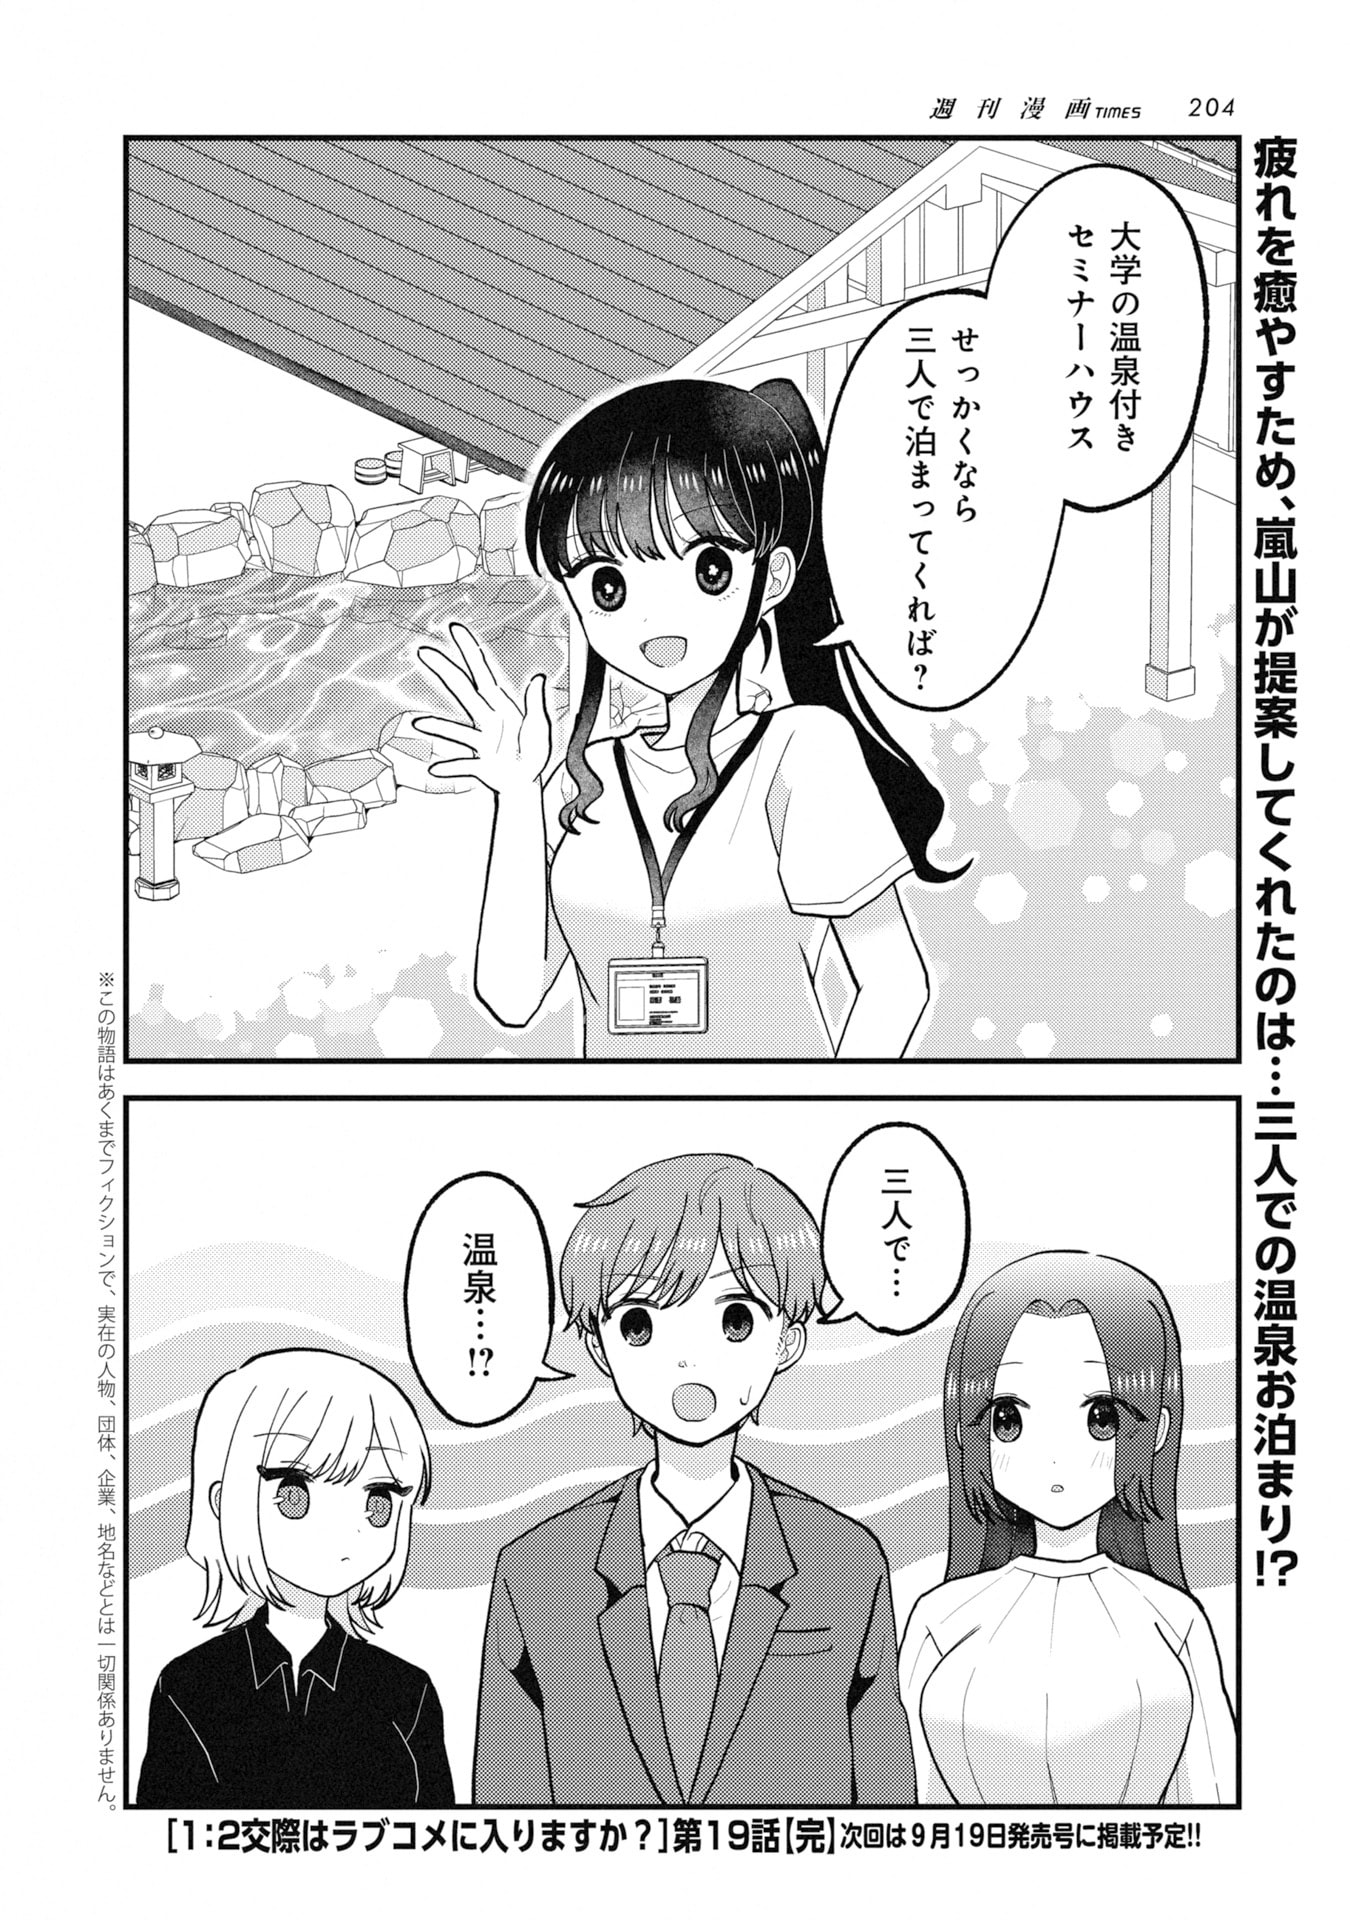 週刊漫画TIMES 204
疲れを癒やすため、嵐山が提案してくれたのは…三人での温泉お泊まり!?
大学の温泉付き
セミナーハウス
せっかくなら
三人で泊まってくれば?
三人で…
温泉…!?
※この物語はあくまでフィクションで、実在の人物、団体、企業、地名などとは一切関係ありません。
[1:2交際はラブコメに入りますか?]第19話【完】次回は9月19日発売号に掲載予定!!